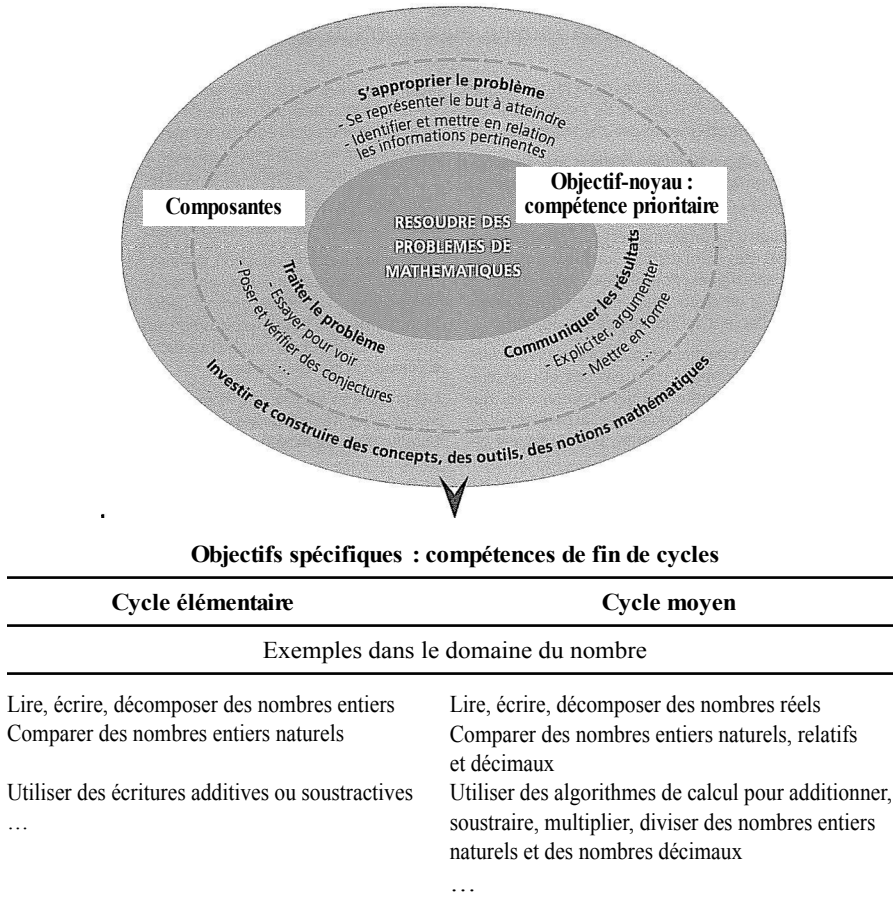 S'approprier le problème
- Se représenter le but à atteindre
- Identifier et mettre en relation
les informations pertinentes
Composantes
Objectif-noyau :
compétence prioritaire
RESOUDRE DES
PROBLÈMES DE
MATHEMATIQUES
Traiter le problème
- Essayer pour voir
- Poser et vérifier des conjectures
…
Communiquer les résultats
- Expliciter, argumenter
- Mettre en forme
…
Investir et construire des concepts, des outils, des notions mathématiques
.
Objectifs spécifiques : compétences de fin de cycles
Cycle élémentaire Cycle moyen
Exemples dans le domaine du nombre
Lire, écrire, décomposer des nombres entiers
Comparer des nombres entiers naturels
Utiliser des écritures additives ou soustractives
…
Lire, écrire, décomposer des nombres réels
Comparer des nombres entiers naturels, relatifs
et décimaux
Utiliser des algorithmes de calcul pour additionner,
soustraire, multiplier, diviser des nombres entiers
naturels et des nombres décimaux
…